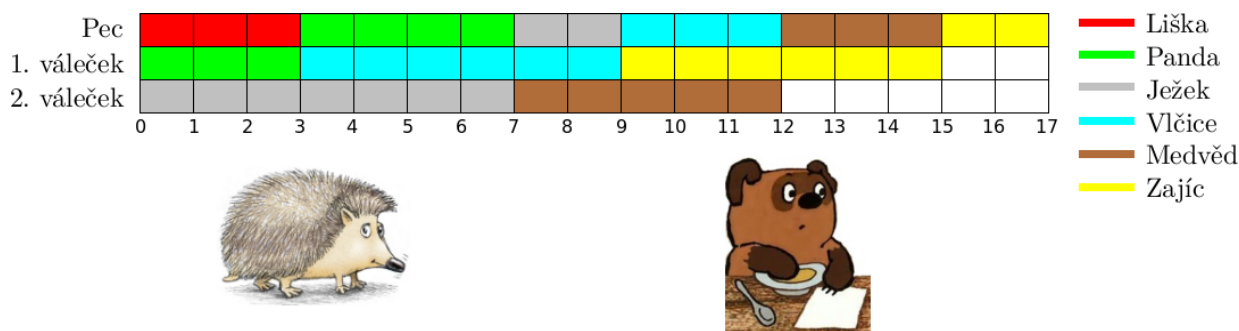 Pec
1. váleček
2. váleček
0 1 2 3 4 5 6 7 8 9 10 11 12 13 14 15 16 17
Liška
Panda
Ježek
Vlčice
Medvěd
Zajíc